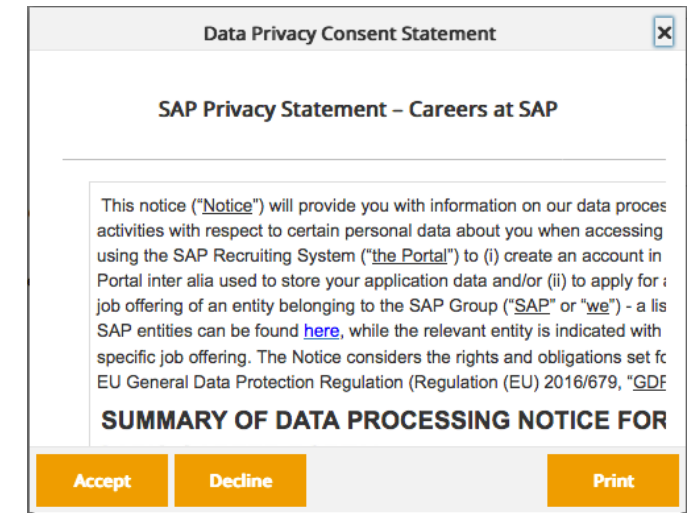 Data Privacy Consent Statement
SAP Privacy Statement – Careers at SAP
This notice (“Notice”) will provide you with information on our data proces
activities with respect to certain personal data about you when accessing
using the SAP Recruiting System (“the Portal”) to (i) create an account in
Portal inter alia used to store your application data and/or (ii) to apply for
job offering of an entity belonging to the SAP Group (“SAP” or “we”) - a lis
SAP entities can be found here, while the relevant entity is indicated with
specific job offering. The Notice considers the rights and obligations set fo
EU General Data Protection Regulation (Regulation (EU) 2016/679, “GDP
SUMMARY OF DATA PROCESSING NOTICE FOR
Accept Decline Print